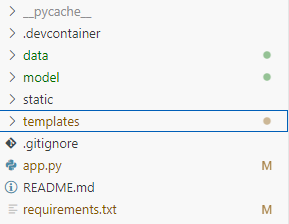 __pycache__
.devcontainer
data
model
static
templates
.gitignore
app.py M
README.md
requirements.txt M